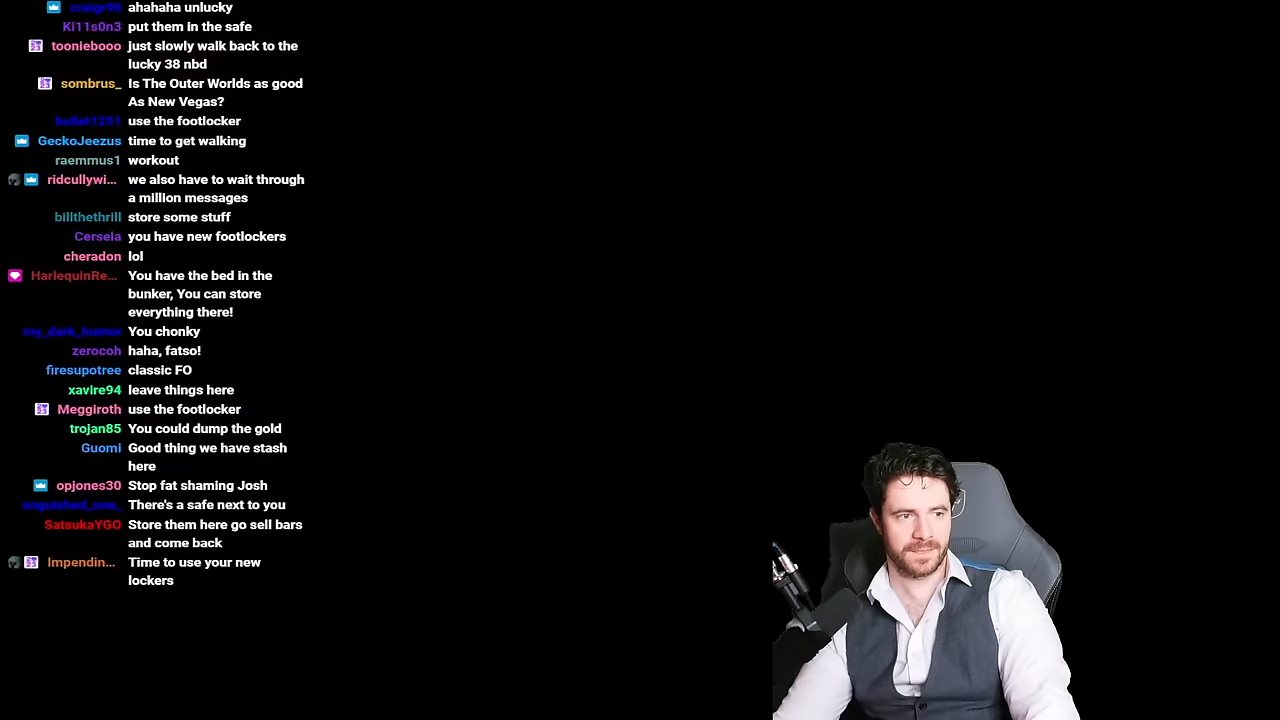 craigr96 ahahaha unlucky
Ki11s0n3 put them in the safe
tooniebooo just slowly walk back to the
lucky 38 nbd
sombrus_ Is The Outer Worlds as good
As New Vegas?
bullet1251 use the footlocker
GeckoJeezus time to get walking
raemmus1 workout
ridcullywi... we also have to wait through
a million messages
billthethrill store some stuff
Cersela you have new footlockers
cheradon lol
HarlequinRe... You have the bed in the
bunker, You can store
everything there!
my_dark_humor You chonky
zerocoh haha, fatso!
firesupotree classic FO
xavire94 leave things here
Meggiroth use the footlocker
trojan85 You could dump the gold
Guomi Good thing we have stash
here
opjones30 Stop fat shaming Josh
anguished_one_ There's a safe next to you
SatsukaYGO Store them here go sell bars
and come back
Impendin... Time to use your new
lockers